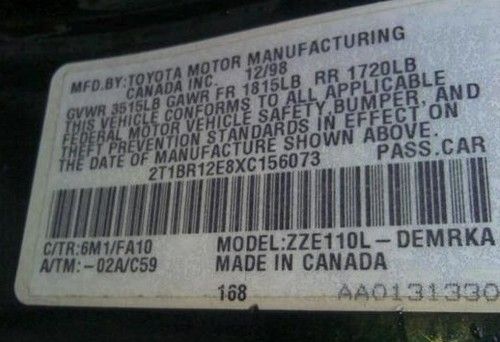 MFD.BY:TOYOTA MOTOR MANUFACTURING
CANADA INC. 12/98
GVWR 3515LB GAWR FR 1815LB RR 1720LB
THIS VEHICLE CONFORMS TO ALL APPLICABLE
FEDERAL MOTOR VEHICLE SAFETY, BUMPER, AND
THEFT PREVENTION STANDARDS IN EFFECT ON
THE DATE OF MANUFACTURE SHOWN ABOVE.
2T1BR12E8XC156073 PASS.CAR
C/TR:6M1/FA10 MODEL:ZZE110L-DEMRKA
A/TM:-02A/C59 MADE IN CANADA
168 AA0131330